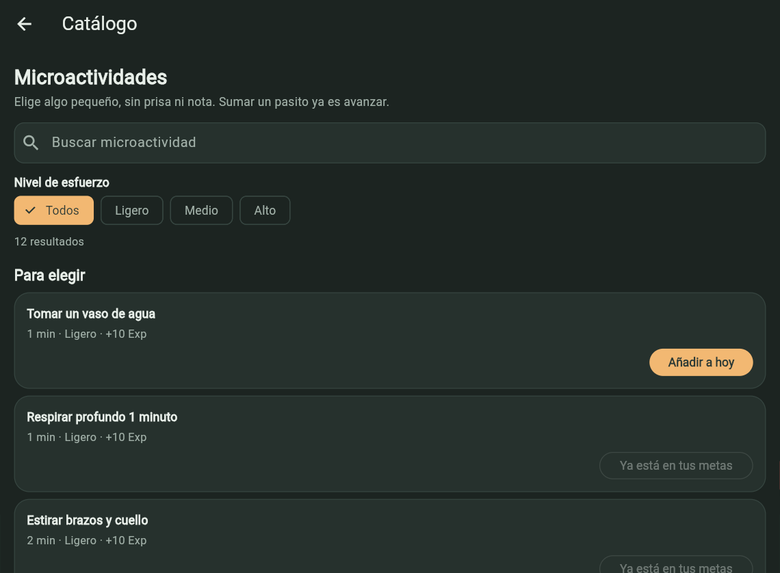 Catálogo
Microactividades
Elige algo pequeño, sin prisa ni nota. Sumar un pasito ya es avanzar.
Buscar microactividad
Nivel de esfuerzo
Todos
Ligero
Medio
Alto
12 resultados
Para elegir
Tomar un vaso de agua
1 min · Ligero · +10 Exp
Añadir a hoy
Respirar profundo 1 minuto
1 min · Ligero · +10 Exp
Ya está en tus metas
Estirar brazos y cuello
2 min · Ligero · +10 Exp
Ya está en tus metas